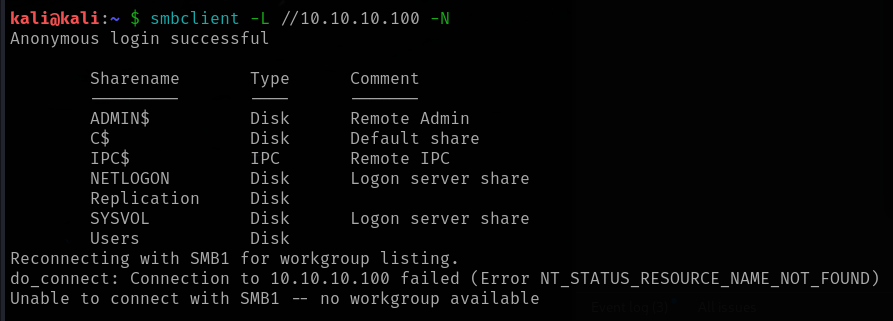 kali@kali:~ $ smbclient -L //10.10.10.100 -N
Anonymous login successful
Sharename Type Comment
--------- ---- -------
ADMIN$ Disk Remote Admin
C$ Disk Default share
IPC$ IPC Remote IPC
NETLOGON Disk Logon server share
Replication Disk
SYSVOL Disk Logon server share
Users Disk
Reconnecting with SMB1 for workgroup listing.
do_connect: Connection to 10.10.10.100 failed (Error NT_STATUS_RESOURCE_NAME_NOT_FOUND)
Unable to connect with SMB1 -- no workgroup available